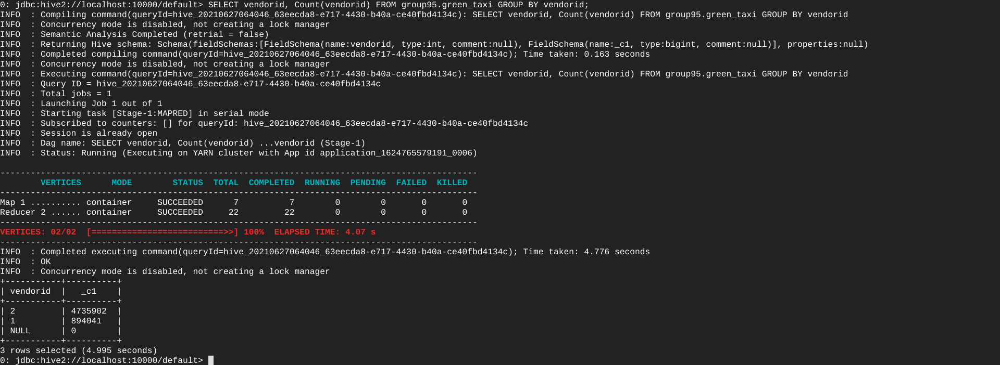 0: jdbc:hive2://localhost:10000/default> SELECT vendorid, Count(vendorid) FROM group95.green_taxi GROUP BY vendorid;
INFO  : Compiling command(queryId=hive_20210627064046_63eecda8-e717-4430-b40a-ce40fbd4134c): SELECT vendorid, Count(vendorid) FROM group95.green_taxi GROUP BY vendorid
INFO  : Concurrency mode is disabled, not creating a lock manager
INFO  : Semantic Analysis Completed (retrial = false)
INFO  : Returning Hive schema: Schema(fieldSchemas:[FieldSchema(name:vendorid, type:int, comment:null), FieldSchema(name:_c1, type:bigint, comment:null)], properties:null)
INFO  : Completed compiling command(queryId=hive_20210627064046_63eecda8-e717-4430-b40a-ce40fbd4134c); Time taken: 0.163 seconds
INFO  : Concurrency mode is disabled, not creating a lock manager
INFO  : Executing command(queryId=hive_20210627064046_63eecda8-e717-4430-b40a-ce40fbd4134c): SELECT vendorid, Count(vendorid) FROM group95.green_taxi GROUP BY vendorid
INFO  : Query ID = hive_20210627064046_63eecda8-e717-4430-b40a-ce40fbd4134c
INFO  : Total jobs = 1
INFO  : Launching Job 1 out of 1
INFO  : Starting task [Stage-1:MAPRED] in serial mode
INFO  : Subscribed to counters: [] for queryId: hive_20210627064046_63eecda8-e717-4430-b40a-ce40fbd4134c
INFO  : Session is already open
INFO  : Dag name: SELECT vendorid, Count(vendorid) ...vendorid (Stage-1)
INFO  : Status: Running (Executing on YARN cluster with App id application_1624765579191_0006)
----------------------------------------------------------------------------------------------
        VERTICES      MODE        STATUS  TOTAL  COMPLETED  RUNNING  PENDING  FAILED  KILLED
----------------------------------------------------------------------------------------------
Map 1 .......... container     SUCCEEDED      7          7        0        0       0       0
Reducer 2 ...... container     SUCCEEDED     22         22        0        0       0       0
----------------------------------------------------------------------------------------------
VERTICES: 02/02  [==========================>>] 100%  ELAPSED TIME: 4.07 s
----------------------------------------------------------------------------------------------
INFO  : Completed executing command(queryId=hive_20210627064046_63eecda8-e717-4430-b40a-ce40fbd4134c); Time taken: 4.776 seconds
INFO  : OK
INFO  : Concurrency mode is disabled, not creating a lock manager
+-----------+----------+
| vendorid  |   _c1    |
+-----------+----------+
| 2         | 4735902  |
| 1         | 894041   |
| NULL      | 0        |
+-----------+----------+
3 rows selected (4.995 seconds)
0: jdbc:hive2://localhost:10000/default>